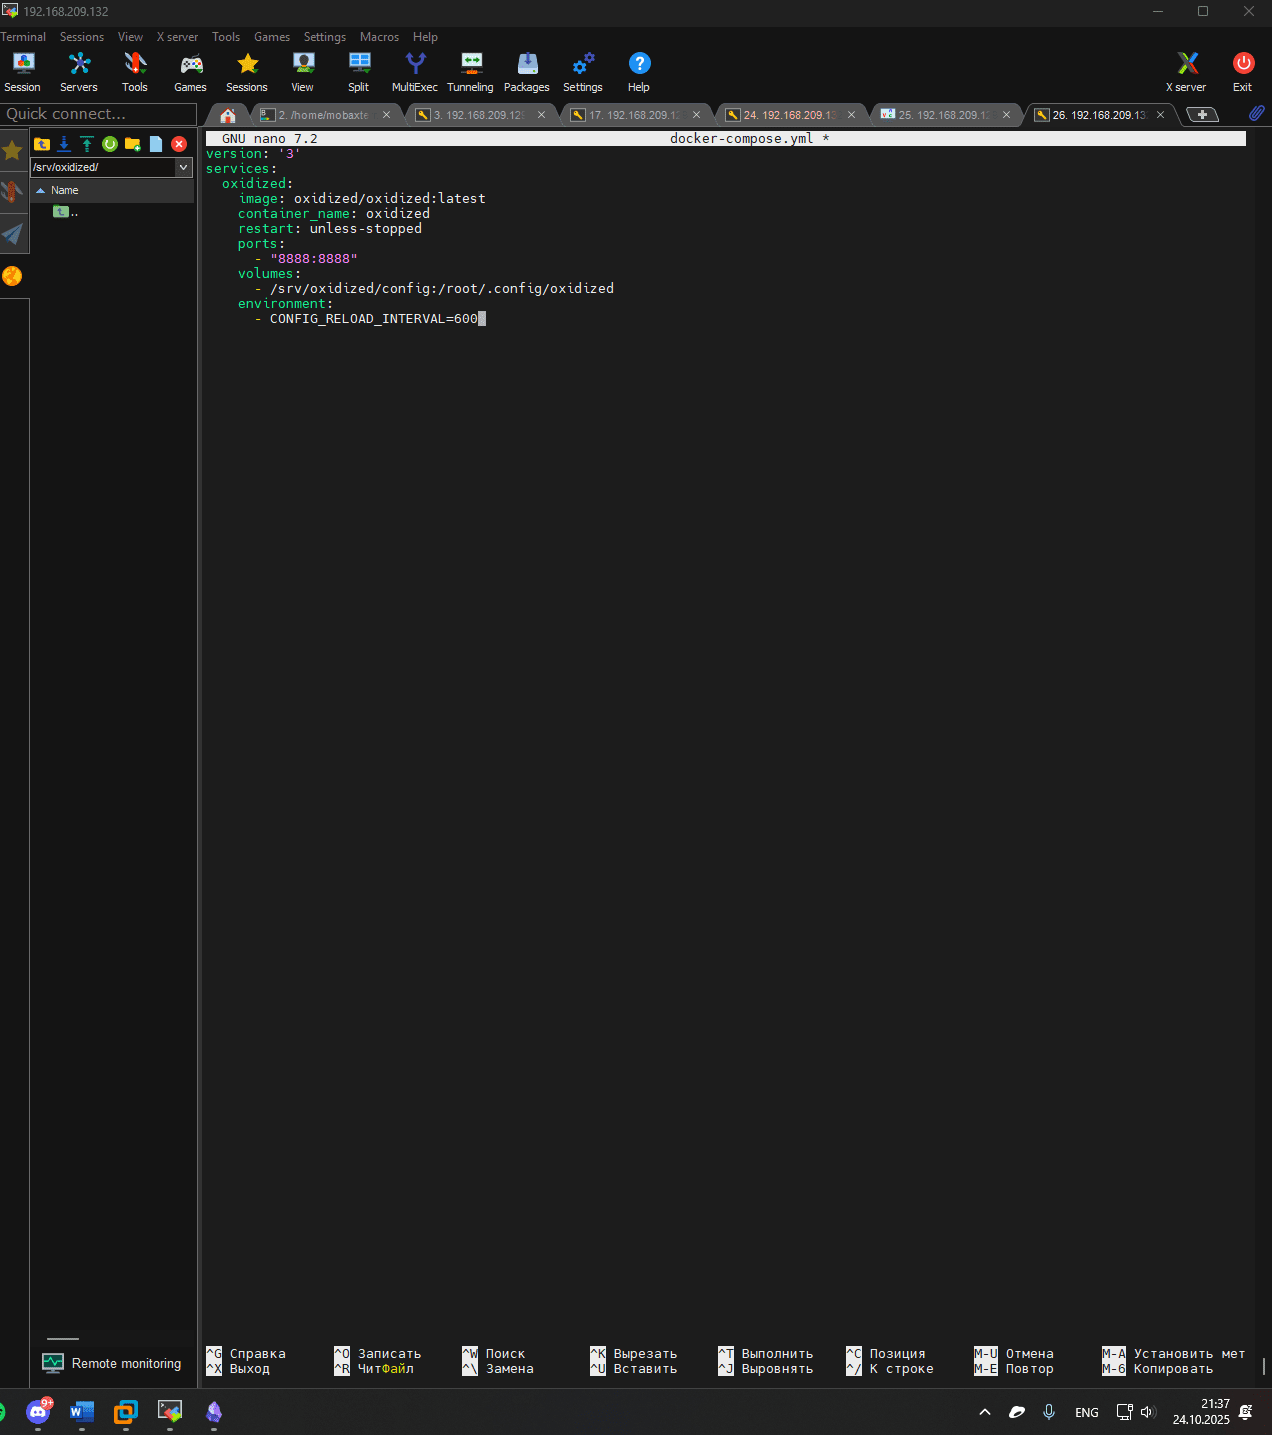 192.168.209.132
Terminal Sessions View X server Tools Games Settings Macros Help
Session Servers Tools Games Sessions View Split MultiExec Tunneling Packages Settings Help X server Exit
Quick connect...
2. /home/mobaxte 3. 192.168.209.129 17. 192.168.209.12 24. 192.168.209.13 25. 192.168.209.12 26. 192.168.209.13
/srv/oxidized/
Name
..
GNU nano 7.2 docker-compose.yml *
version: '3'
services:
oxidized:
image: oxidized/oxidized:latest
container_name: oxidized
restart: unless-stopped
ports:
- "8888:8888"
volumes:
- /srv/oxidized/config:/root/.config/oxidized
environment:
- CONFIG_RELOAD_INTERVAL=600
^G Справка ^O Записать ^W Поиск ^K Вырезать ^T Выполнить ^C Позиция M-U Отмена M-A Установить мет
^X Выход ^R ЧитФайл ^\ Замена ^U Вставить ^J Выровнять ^/ К строке M-E Повтор M-6 Копировать
Remote monitoring
9+
ENG
21:37
24.10.2025